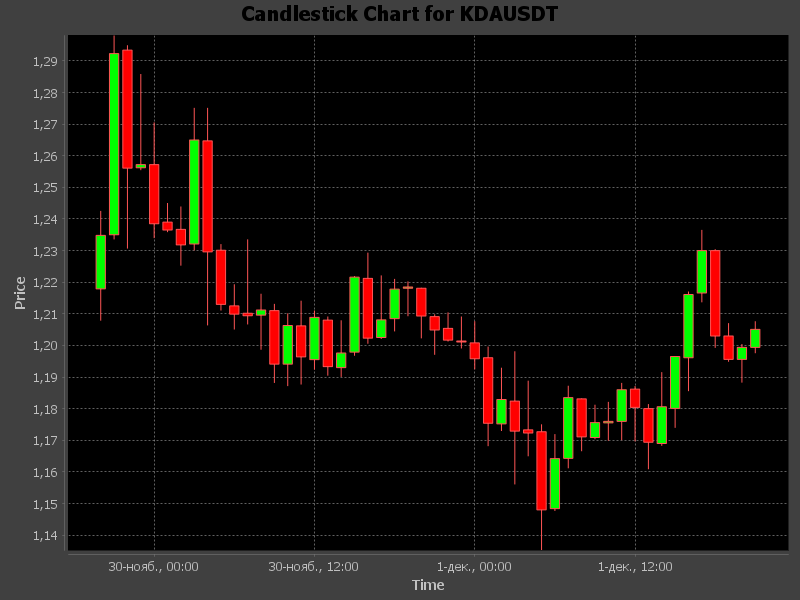 Candlestick Chart for KDAUSDT
1,29
1,28
1,27
1,26
1,25
1,24
1,23
1,22
1,21
1,20
1,19
1,18
1,17
1,16
1,15
1,14
Price
30-нояб., 00:00
30-нояб., 12:00
1-дек., 00:00
1-дек., 12:00
Time